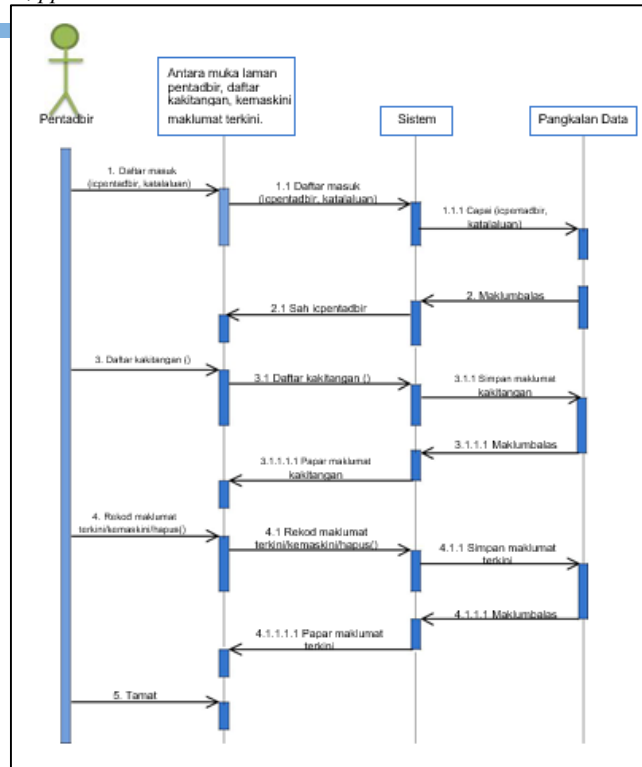 Antara muka laman
pentadbir, daftar
kakitangan, kemaskini
maklumat terkini.
Pentadbir
Sistem
Pangkalan Data
1. Daftar masuk
(icpentadbir, katalaluan)
1.1 Daftar masuk
(icpentadbir, katalaluan)
1.1.1 Capai (icpentadbir,
katalaluan)
2. Maklumbalas
2.1 Sah icpentadbir
3. Daftar kakitangan ()
3.1 Daftar kakitangan ()
3.1.1 Simpan maklumat
kakitangan
3.1.1.1 Maklumbalas
3.1.1.1.1 Papar maklumat
kakitangan
4. Rekod maklumat
terkini/kemaskini/hapus()
4.1 Rekod maklumat
terkini/kemaskini/hapus()
4.1.1 Simpan maklumat
terkini
4.1.1.1 Maklumbalas
4.1.1.1.1 Papar maklumat
terkini
5. Tamat